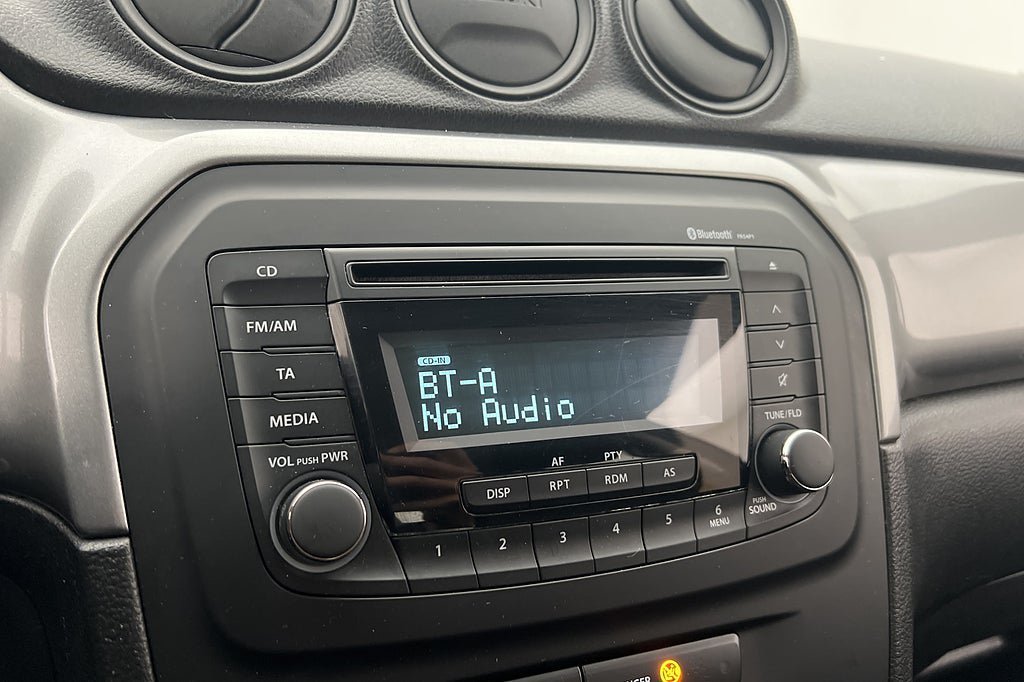 Bluetooth
CD
FM/AM
TA
MEDIA
VOL PUSH PWR
CD-IN
BT-A
No Audio
AF
PTY
DISP
RPT
RDM
AS
TUNE/FLD
PUSH
SOUND
1
2
3
4
5
6
MENU